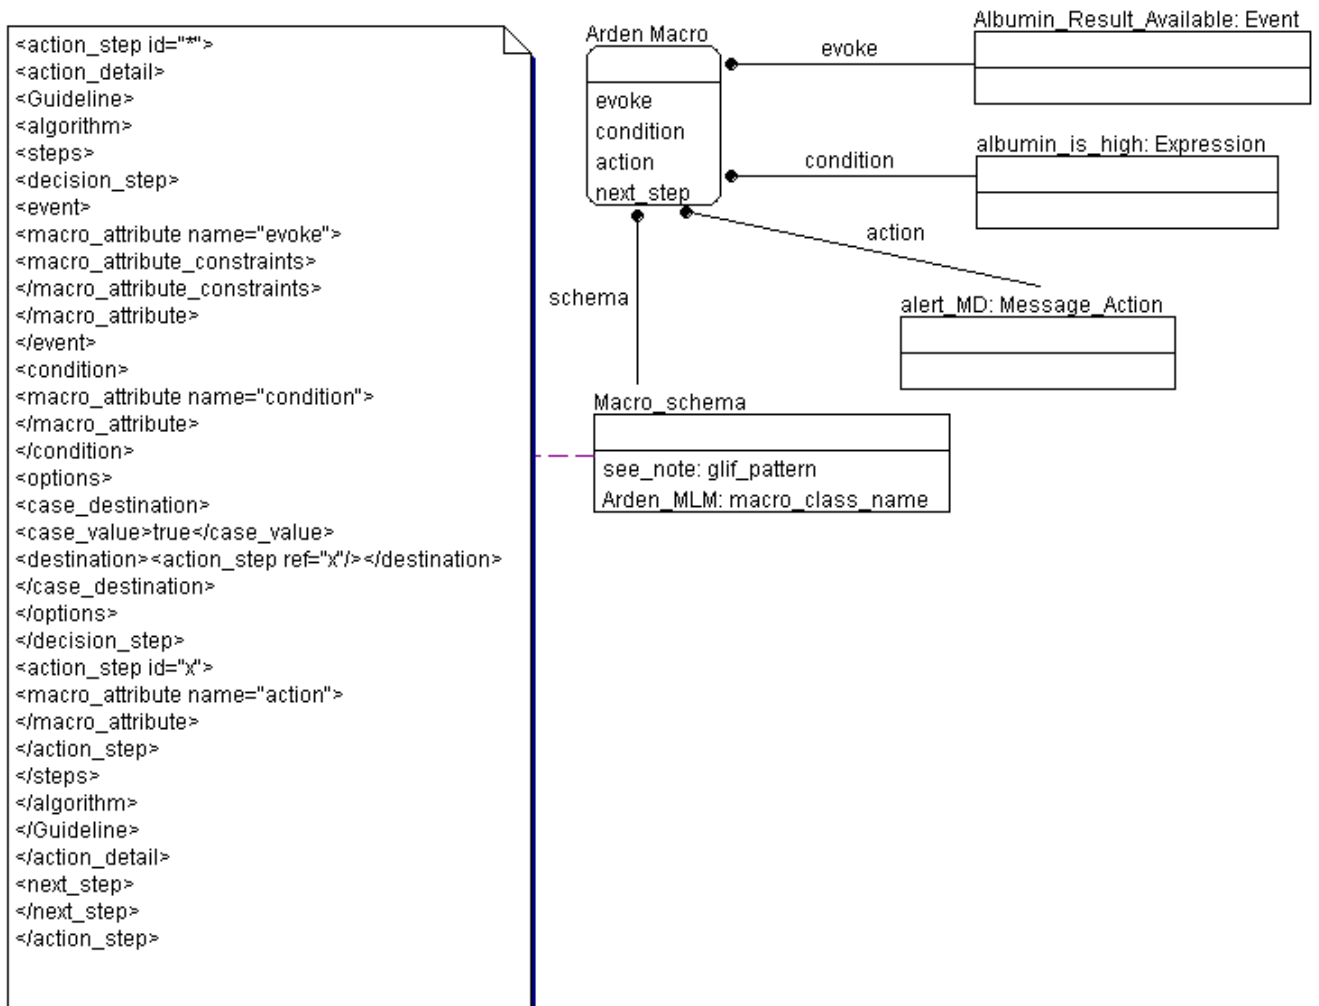 <action_step id="*">
<action_detail>
<Guideline>
<algorithm>
<steps>
<decision_step>
<event>
<macro_attribute name="evoke">
<macro_attribute_constraints>
</macro_attribute_constraints>
</macro_attribute>
</event>
<condition>
<macro_attribute name="condition">
</macro_attribute>
</condition>
<options>
<case_destination>
<case_value>true</case_value>
<destination><action_step ref="x"/></destination>
</case_destination>
</options>
</decision_step>
<action_step id="x">
<macro_attribute name="action">
</macro_attribute>
</action_step>
</steps>
</algorithm>
</Guideline>
</action_detail>
<next_step>
</next_step>
</action_step>
Arden Macro
evoke
condition
action
next_step
evoke
Albumin_Result_Available: Event
condition
albumin_is_high: Expression
action
alert_MD: Message_Action
schema
Macro_schema
see_note: glif_pattern
Arden_MLM: macro_class_name